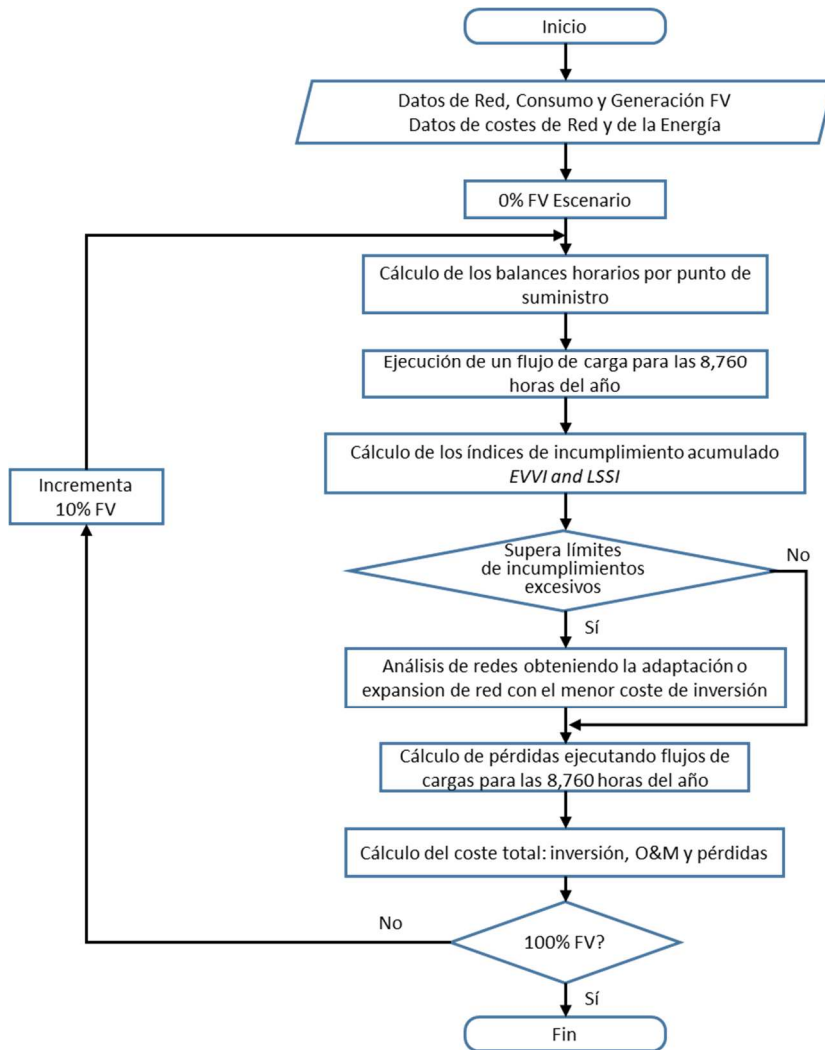 Inicio
Datos de Red, Consumo y Generación FV
Datos de costes de Red y de la Energía
0% FV Escenario
Cálculo de los balances horarios por punto de
suministro
Ejecución de un flujo de carga para las 8,760
horas del año
Cálculo de los índices de incumplimiento acumulado
EVVI and LSSI
Incrementa
10% FV
Supera límites
de incumplimientos
excesivos
No
Sí
Análisis de redes obteniendo la adaptación o
expansion de red con el menor coste de inversión
Cálculo de pérdidas ejecutando flujos de
cargas para las 8,760 horas del año
Cálculo del coste total: inversión, O&M y pérdidas
No
100% FV?
Sí
Fin